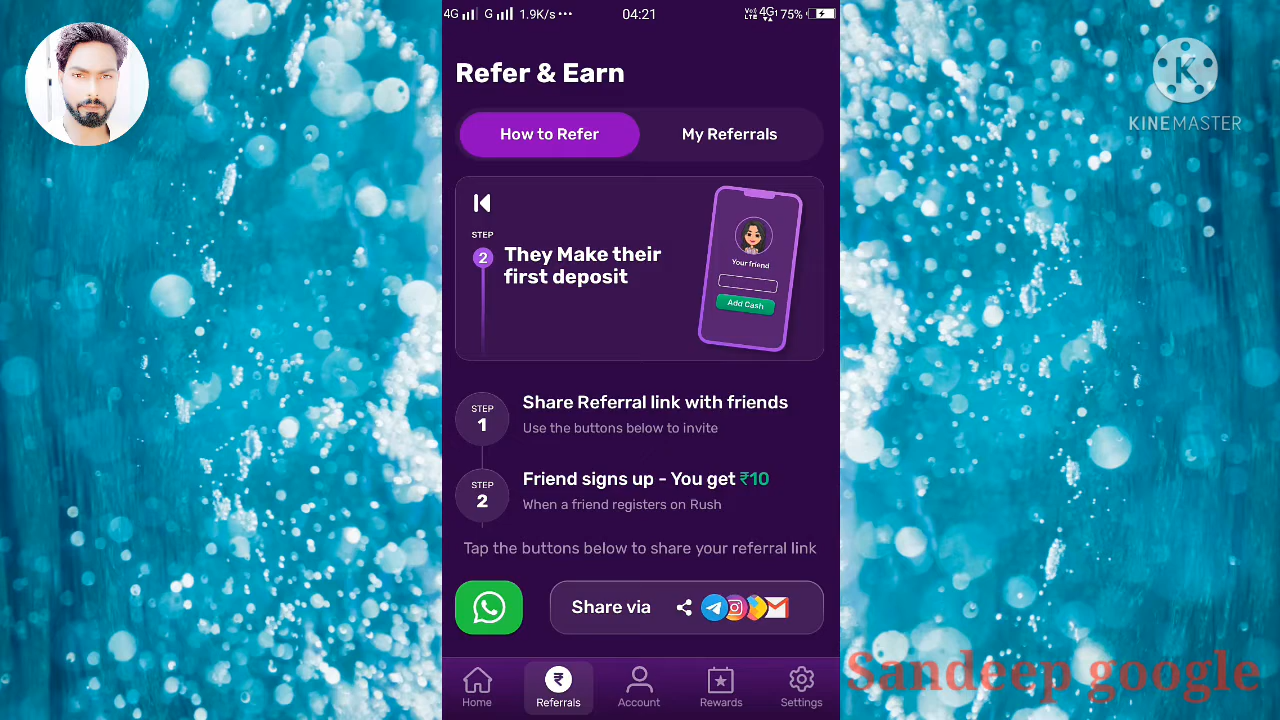 4G G 1.9K/s ••• 04:21 VoLTE 4G 75%
KINEMASTER
Refer & Earn
How to Refer My Referrals
STEP
2
They Make their
first deposit
Your friend
Add Cash
STEP
1
Share Referral link with friends
Use the buttons below to invite
STEP
2
Friend signs up - You get ₹10
When a friend registers on Rush
Tap the buttons below to share your referral link
Share via
Home Referrals Account Rewards Settings
Sandeep google